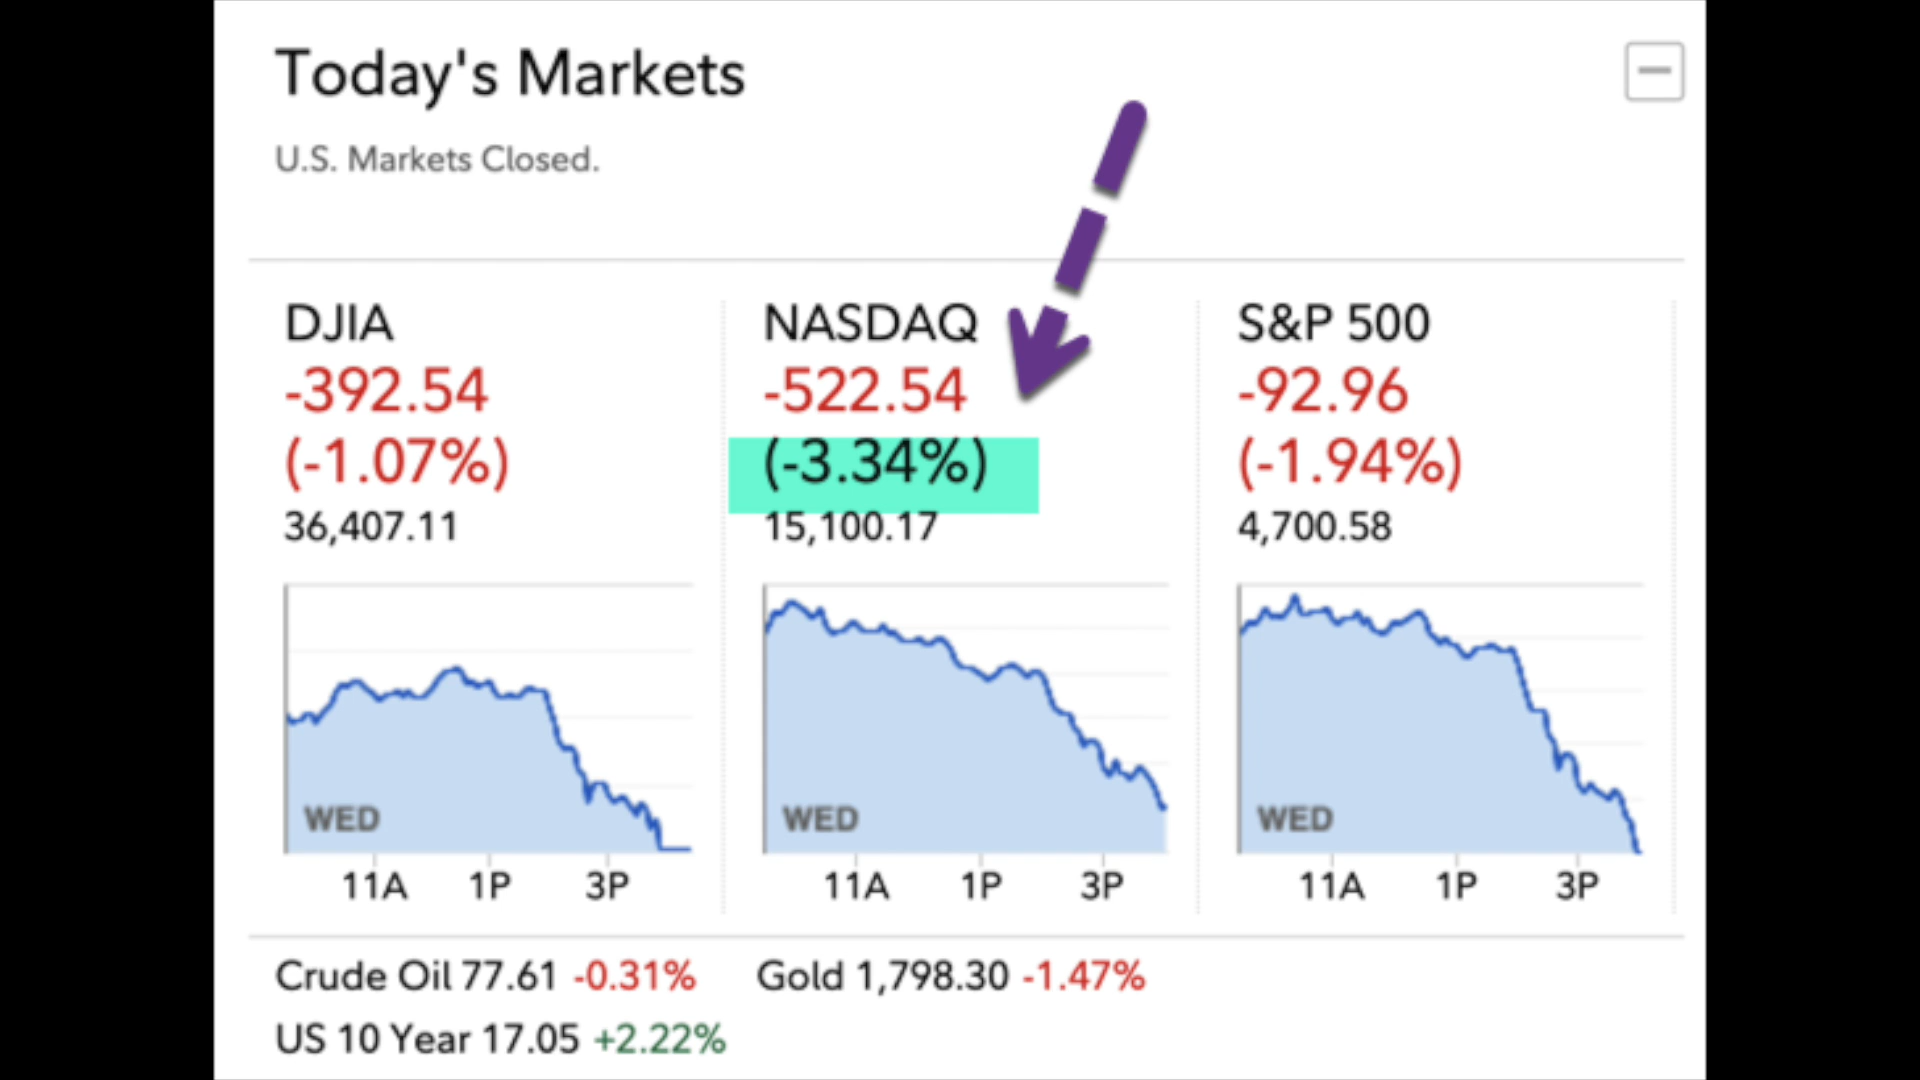 Today's Markets
U.S. Markets Closed.
DJIA
-392.54
(-1.07%)
36,407.11
WED
11A 1P 3P
NASDAQ
-522.54
(-3.34%)
15,100.17
WED
11A 1P 3P
S&P 500
-92.96
(-1.94%)
4,700.58
WED
11A 1P 3P
Crude Oil 77.61 -0.31% Gold 1,798.30 -1.47%
US 10 Year 17.05 +2.22%